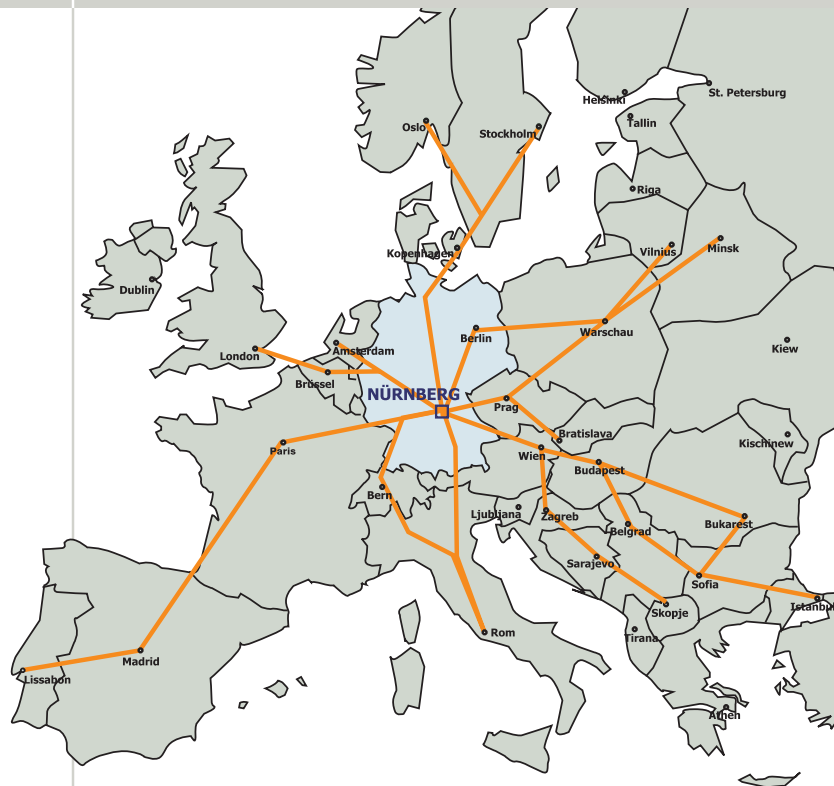 St. Petersburg
Helsinki
Tallin
Oslo
Stockholm
Riga
Kopenhagen
Vilnius
Minsk
Dublin
Warschau
Berlin
Kiew
London
Amsterdam
Brüssel
NÜRNBERG
Prag
Bratislava
Kischinew
Paris
Wien
Budapest
Bern
Ljubljana
Zagreb
Belgrad
Bukarest
Sarajevo
Sofia
Istanbul
Skopje
Rom
Tirana
Madrid
Lissabon
Athen